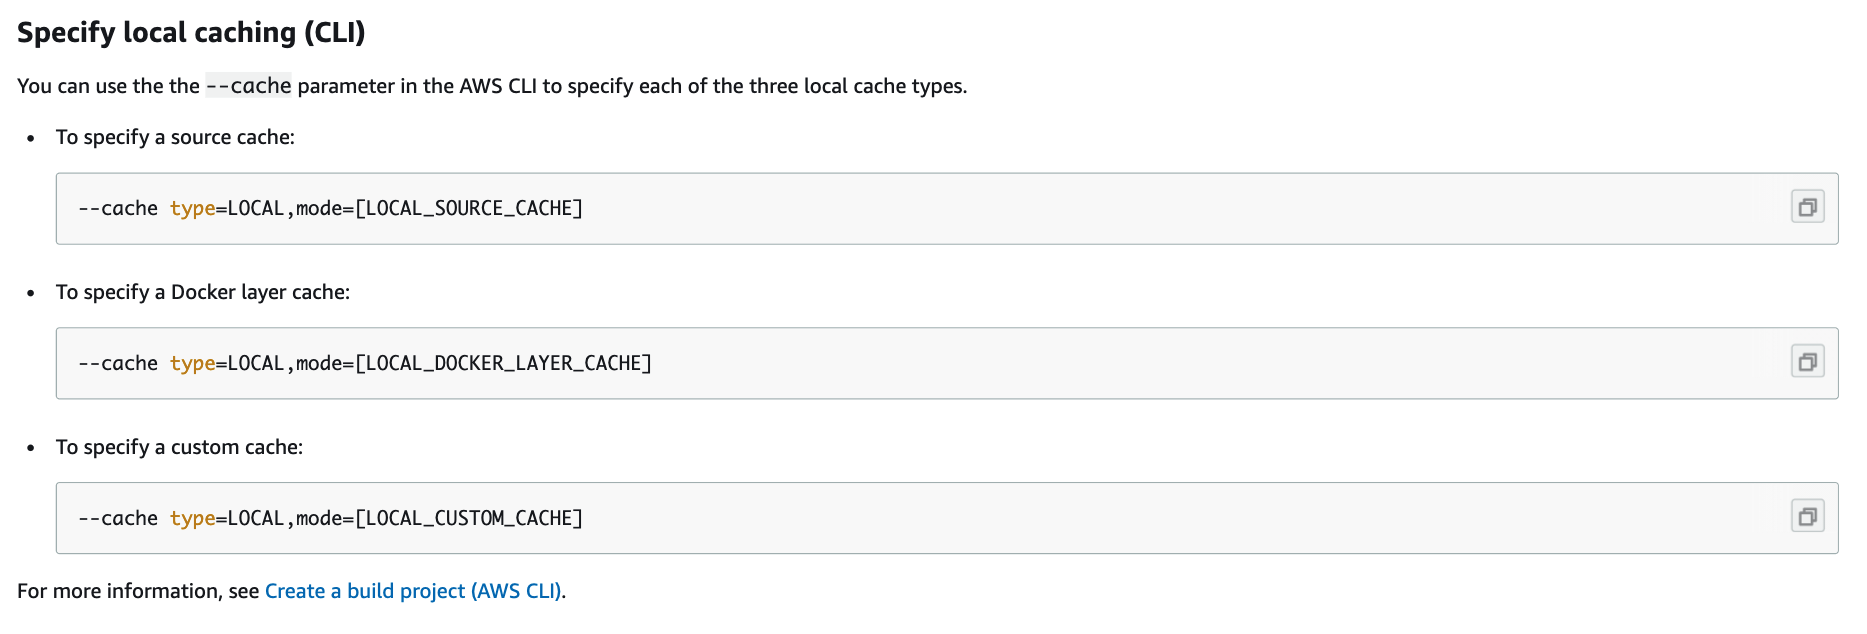 Specify local caching (CLI)
You can use the the --cache parameter in the AWS CLI to specify each of the three local cache types.
• To specify a source cache:
--cache type=LOCAL,mode=[LOCAL_SOURCE_CACHE]
• To specify a Docker layer cache:
--cache type=LOCAL,mode=[LOCAL_DOCKER_LAYER_CACHE]
• To specify a custom cache:
--cache type=LOCAL,mode=[LOCAL_CUSTOM_CACHE]
For more information, see Create a build project (AWS CLI).